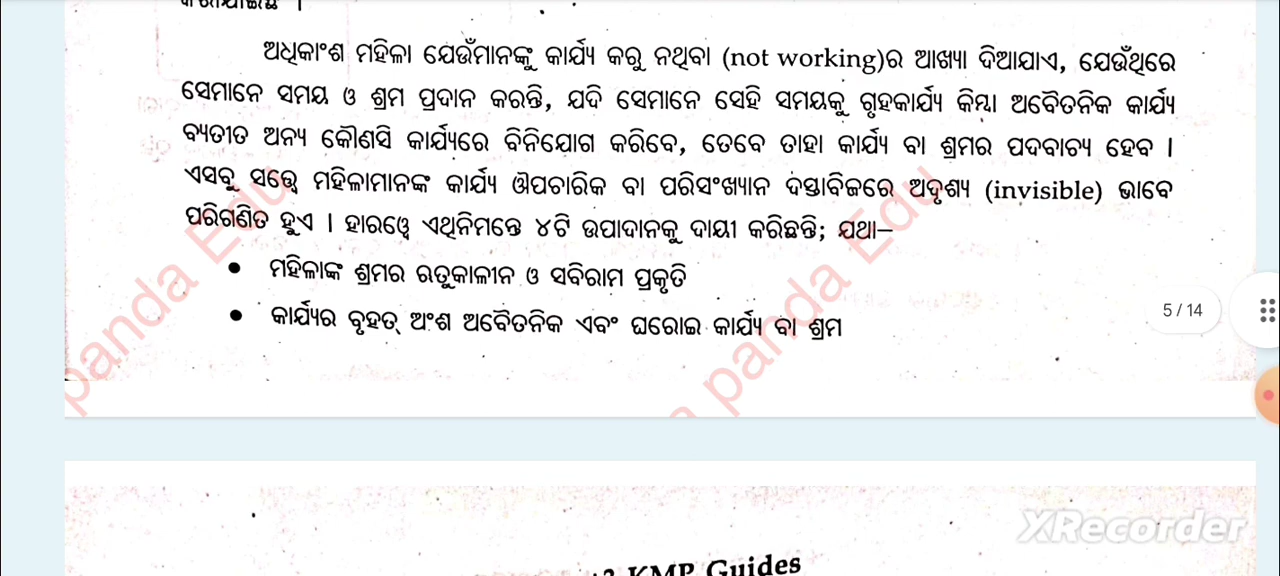 ଅଧିକାଂଶ ମହିଳା ଯେଉଁମାନଙ୍କୁ କାର୍ଯ୍ୟ କରୁ ନଥିବା (not working)ର ଆଖ୍ୟା ଦିଆଯାଏ, ଯେଉଁଥିରେ
ସେମାନେ ସମୟ ଓ ଶ୍ରମ ପ୍ରଦାନ କରନ୍ତି, ଯଦି ସେମାନେ ସେହି ସମୟକୁ ଗୃହକାର୍ଯ୍ୟ କିମ୍ବା ଅବୈତନିକ କାର୍ଯ୍ୟ
ବ୍ୟତୀତ ଅନ୍ୟ କୌଣସି କାର୍ଯ୍ୟରେ ବିନିଯୋଗ କରିବେ, ତେବେ ତାହା କାର୍ଯ୍ୟ ବା ଶ୍ରମର ପଦବାଚ୍ୟ ହେବ ।
ଏସବୁ ସତ୍ତ୍ୱେ ମହିଳାମାନଙ୍କ କାର୍ଯ୍ୟ ଔପଚାରିକ ବା ପରିସଂଖ୍ୟାନ ଦସ୍ତାବିଜରେ ଅଦୃଶ୍ୟ (invisible) ଭାବେ
ପରିଗଣିତ ହୁଏ । ହାରୱେ ଏଥିନିମନ୍ତେ ୪ଟି ଉପାଦାନକୁ ଦାୟୀ କରିଛନ୍ତି; ଯଥା–
• ମହିଳାଙ୍କ ଶ୍ରମର ଋତୁକାଳୀନ ଓ ସବିରାମ ପ୍ରକୃତି
• କାର୍ଯ୍ୟର ବୃହତ୍ ଅଂଶ ଅବୈତନିକ ଏବଂ ଘରୋଇ କାର୍ଯ୍ୟ ବା ଶ୍ରମ
5 / 14
panda Edu
panda Edu
XRecorder
KMP Guides